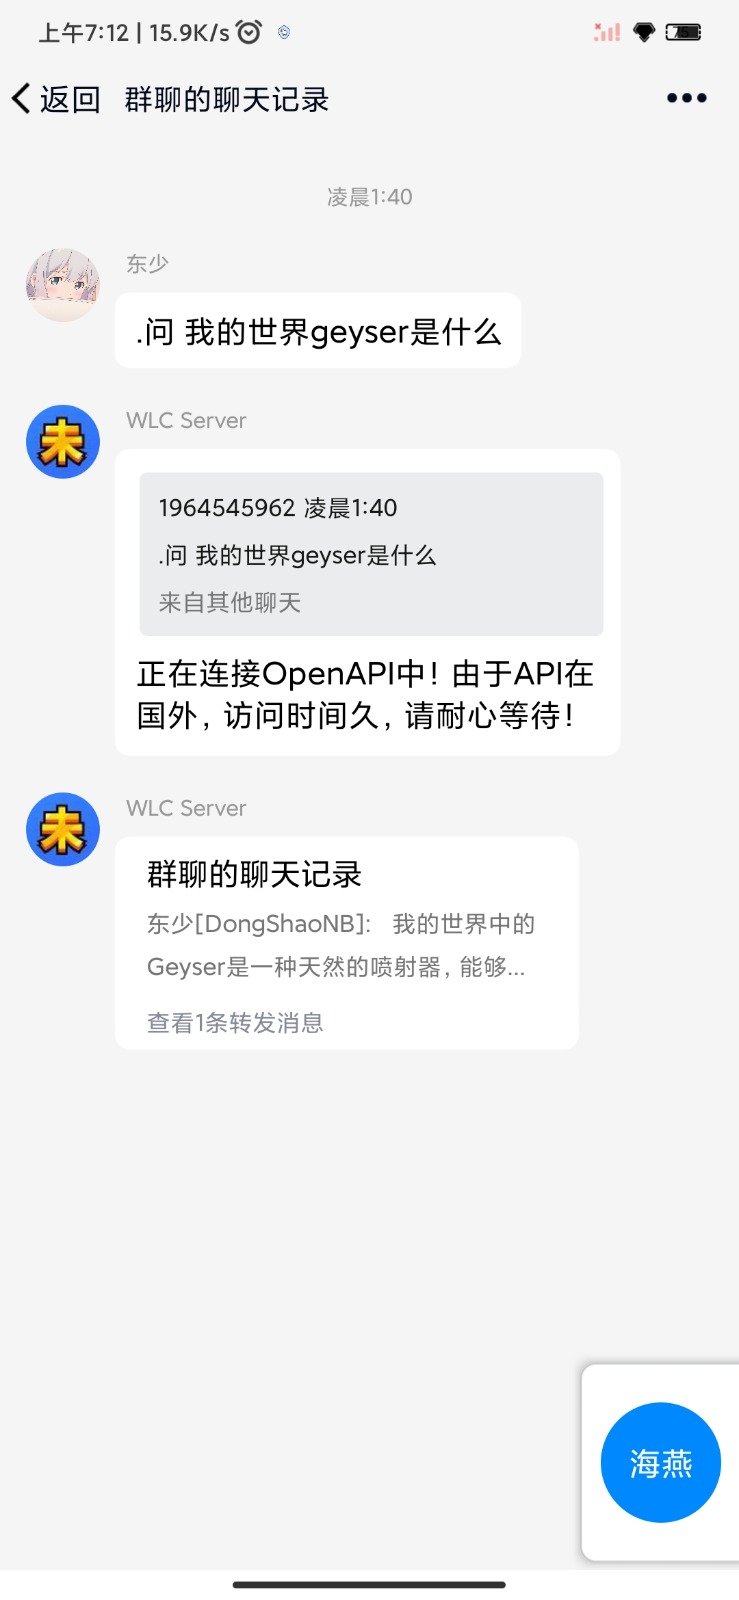 上午7:12 | 15.9K/s
75
返回 群聊的聊天记录
凌晨1:40
东少
.问 我的世界geyser是什么
未
WLC Server
1964545962 凌晨1:40
.问 我的世界geyser是什么
来自其他聊天
正在连接OpenAPI中！由于API在
国外，访问时间久，请耐心等待！
未
WLC Server
群聊的聊天记录
东少[DongShaoNB]: 我的世界中的
Geyser是一种天然的喷射器，能够...
查看1条转发消息
海燕